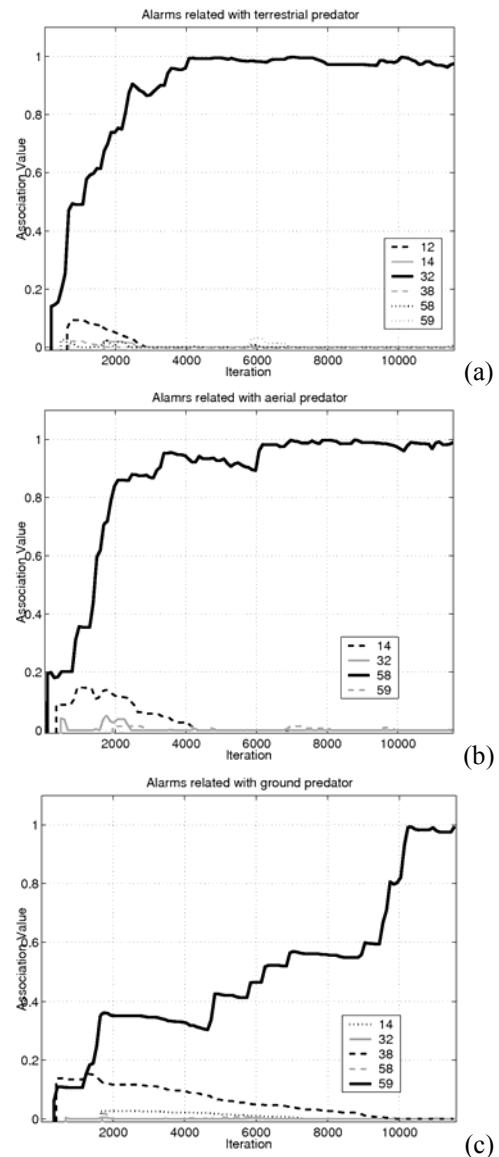 Alarms related with terrestrial predator
1
0.8
0.6
0.4
0.2
0
Association Value
12
14
32
38
58
59
2000 4000 6000 8000 10000
Iteration
(a)
Alamrs related with aerial predator
1
0.8
0.6
0.4
0.2
0
Association Value
14
32
58
59
2000 4000 6000 8000 10000
Iteration
(b)
Alarms related with ground predator
1
0.8
0.6
0.4
0.2
0
Association Value
14
32
38
58
59
2000 4000 6000 8000 10000
Iteration
(c)